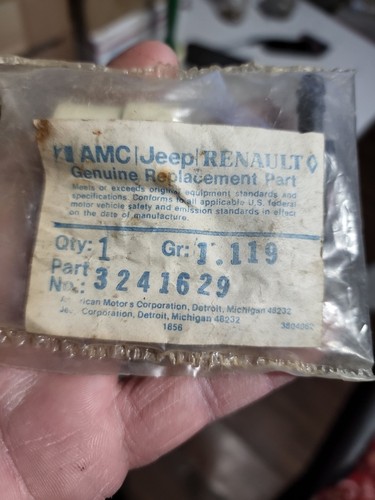 AMC|Jeep|RENAULT
Genuine Replacement Part
Meets or exceeds original equipment standards and
specifications. Conforms to all applicable U.S. federal
motor vehicle safety and emission standards in effect
on the date of manufacture.
Qty: 1 Gr: 1.119
Part
No.: 3241629
American Motors Corporation, Detroit, Michigan 48232
Jeep Corporation, Detroit, Michigan 48232
1656